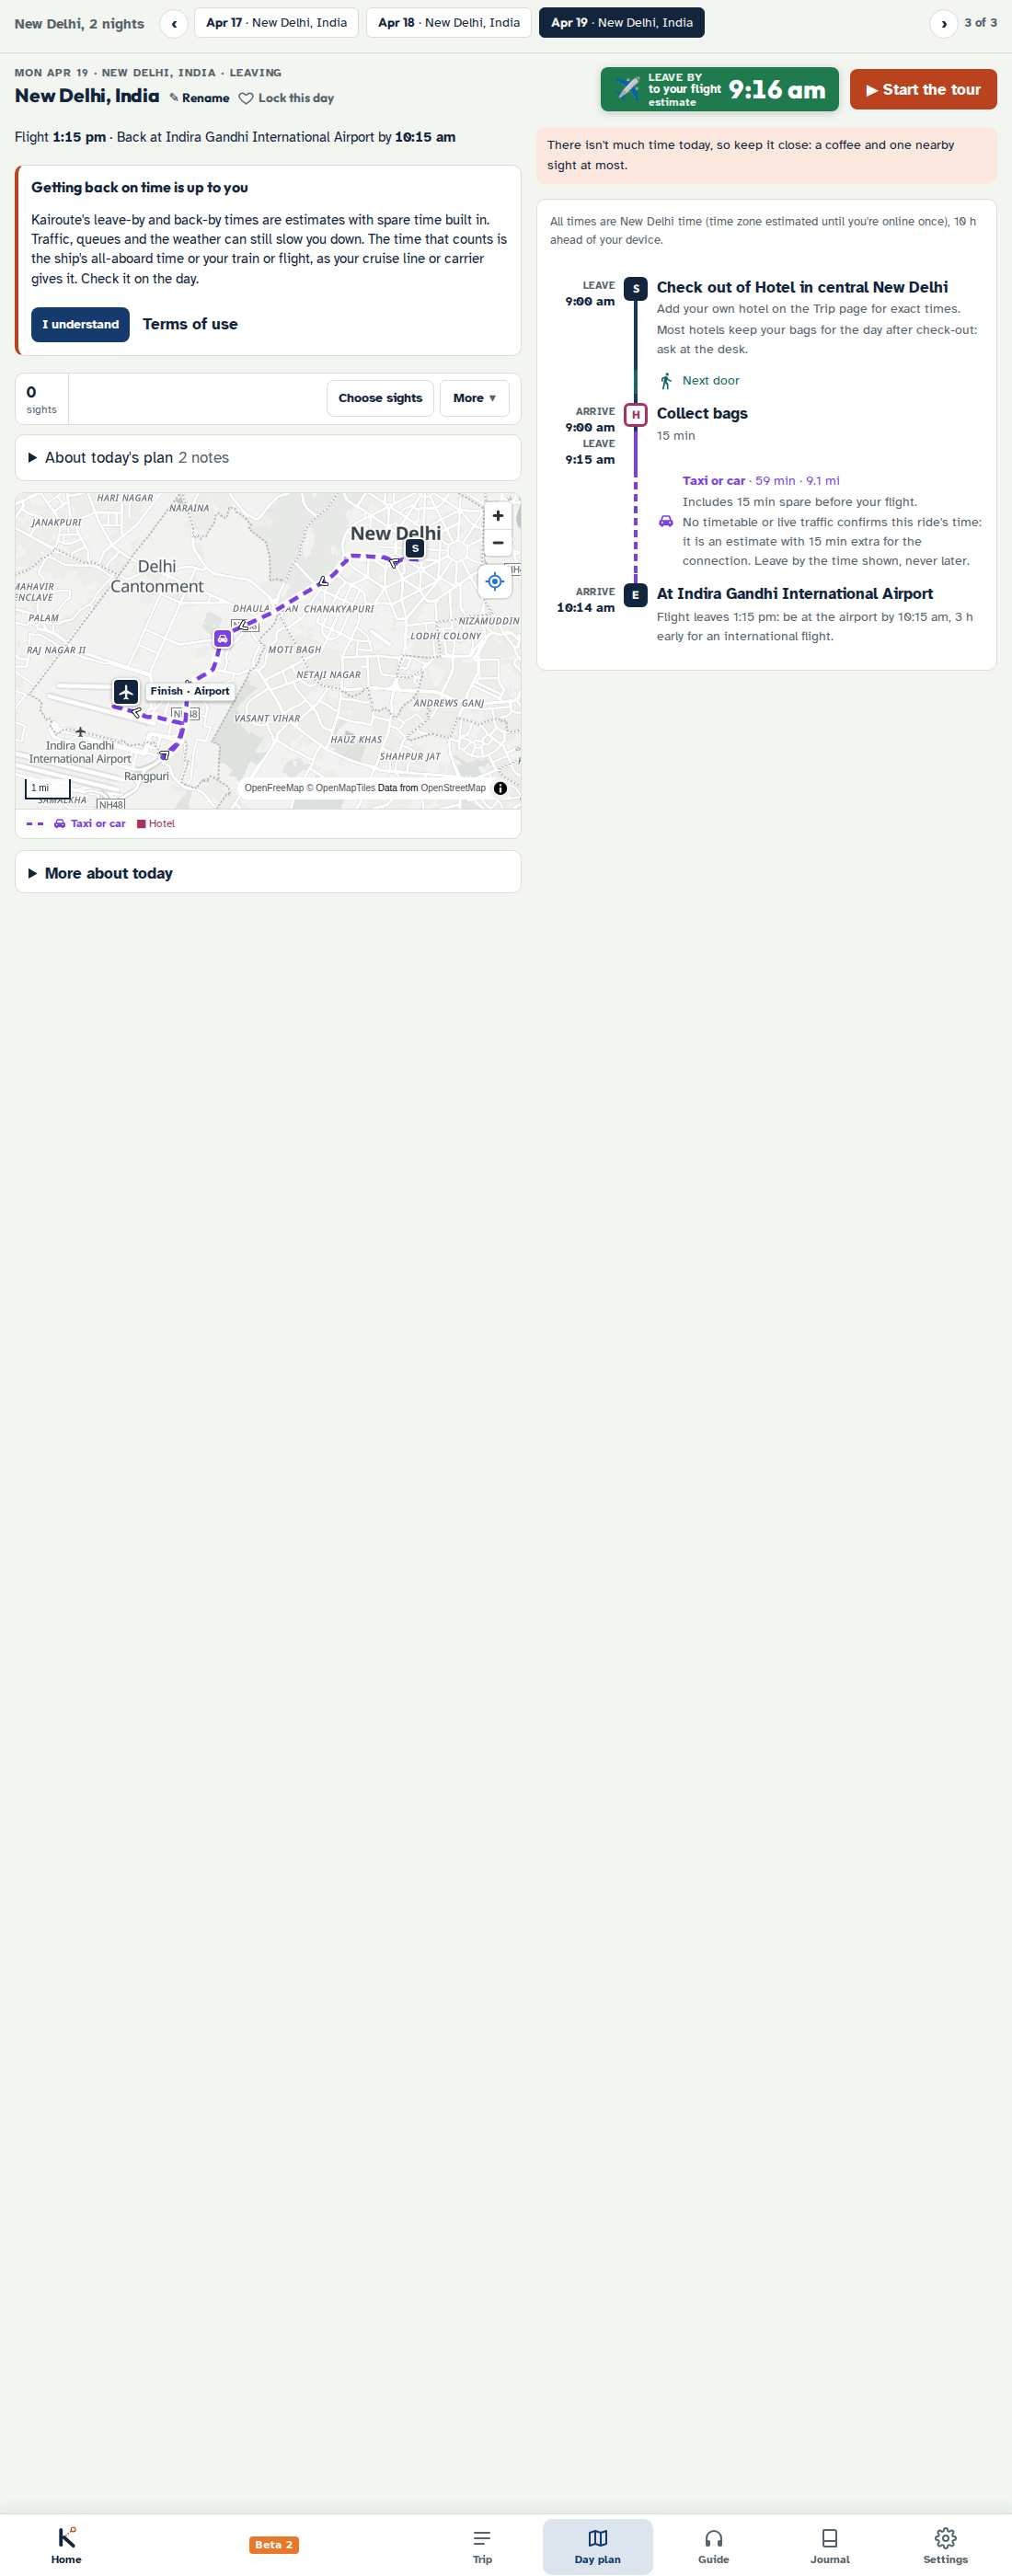 New Delhi, 2 nights
‹
Apr 17 · New Delhi, India
Apr 18 · New Delhi, India
Apr 19 · New Delhi, India
›
3 of 3
MON APR 19 · NEW DELHI, INDIA · LEAVING
New Delhi, India
✎ Rename
Lock this day
LEAVE BY
to your flight
estimate
9:16 am
▶ Start the tour
Flight 1:15 pm · Back at Indira Gandhi International Airport by 10:15 am
Getting back on time is up to you
Kairoute's leave-by and back-by times are estimates with spare time built in.
Traffic, queues and the weather can still slow you down. The time that counts is
the ship's all-aboard time or your train or flight, as your cruise line or carrier
gives it. Check it on the day.
I understand
Terms of use
0
sights
Choose sights
More ▼
▶ About today's plan 2 notes
HARI NAGAR
NARAINA
JANAKPURI
New Delhi
S
Delhi
Cantonment
MAHAVIR
ENCLAVE
DHAULA
AN
CHANAKYAPURI
PALAM
NIZAMUDDIN
LODHI COLONY
RAJ NAGAR II
MOTI BAGH
NETAJI NAGAR
Finish · Airport
ANDREWS GANJ
VASANT VIHAR
HAUZ KHAS
Indira Gandhi
International Airport
SHAHPUR JAT
Rangpuri
1 mi
SAMALKHA
NH48
OpenFreeMap © OpenMapTiles Data from OpenStreetMap
+
−
Taxi or car
Hotel
▶ More about today
There isn't much time today, so keep it close: a coffee and one nearby
sight at most.
All times are New Delhi time (time zone estimated until you're online once), 10 h
ahead of your device.
LEAVE
9:00 am
S
Check out of Hotel in central New Delhi
Add your own hotel on the Trip page for exact times.
Most hotels keep your bags for the day after check-out:
ask at the desk.
Next door
ARRIVE
9:00 am
LEAVE
9:15 am
H
Collect bags
15 min
Taxi or car · 59 min · 9.1 mi
Includes 15 min spare before your flight.
No timetable or live traffic confirms this ride's time:
it is an estimate with 15 min extra for the
connection. Leave by the time shown, never later.
ARRIVE
10:14 am
E
At Indira Gandhi International Airport
Flight leaves 1:15 pm: be at the airport by 10:15 am, 3 h
early for an international flight.
Home
Beta 2
Trip
Day plan
Guide
Journal
Settings